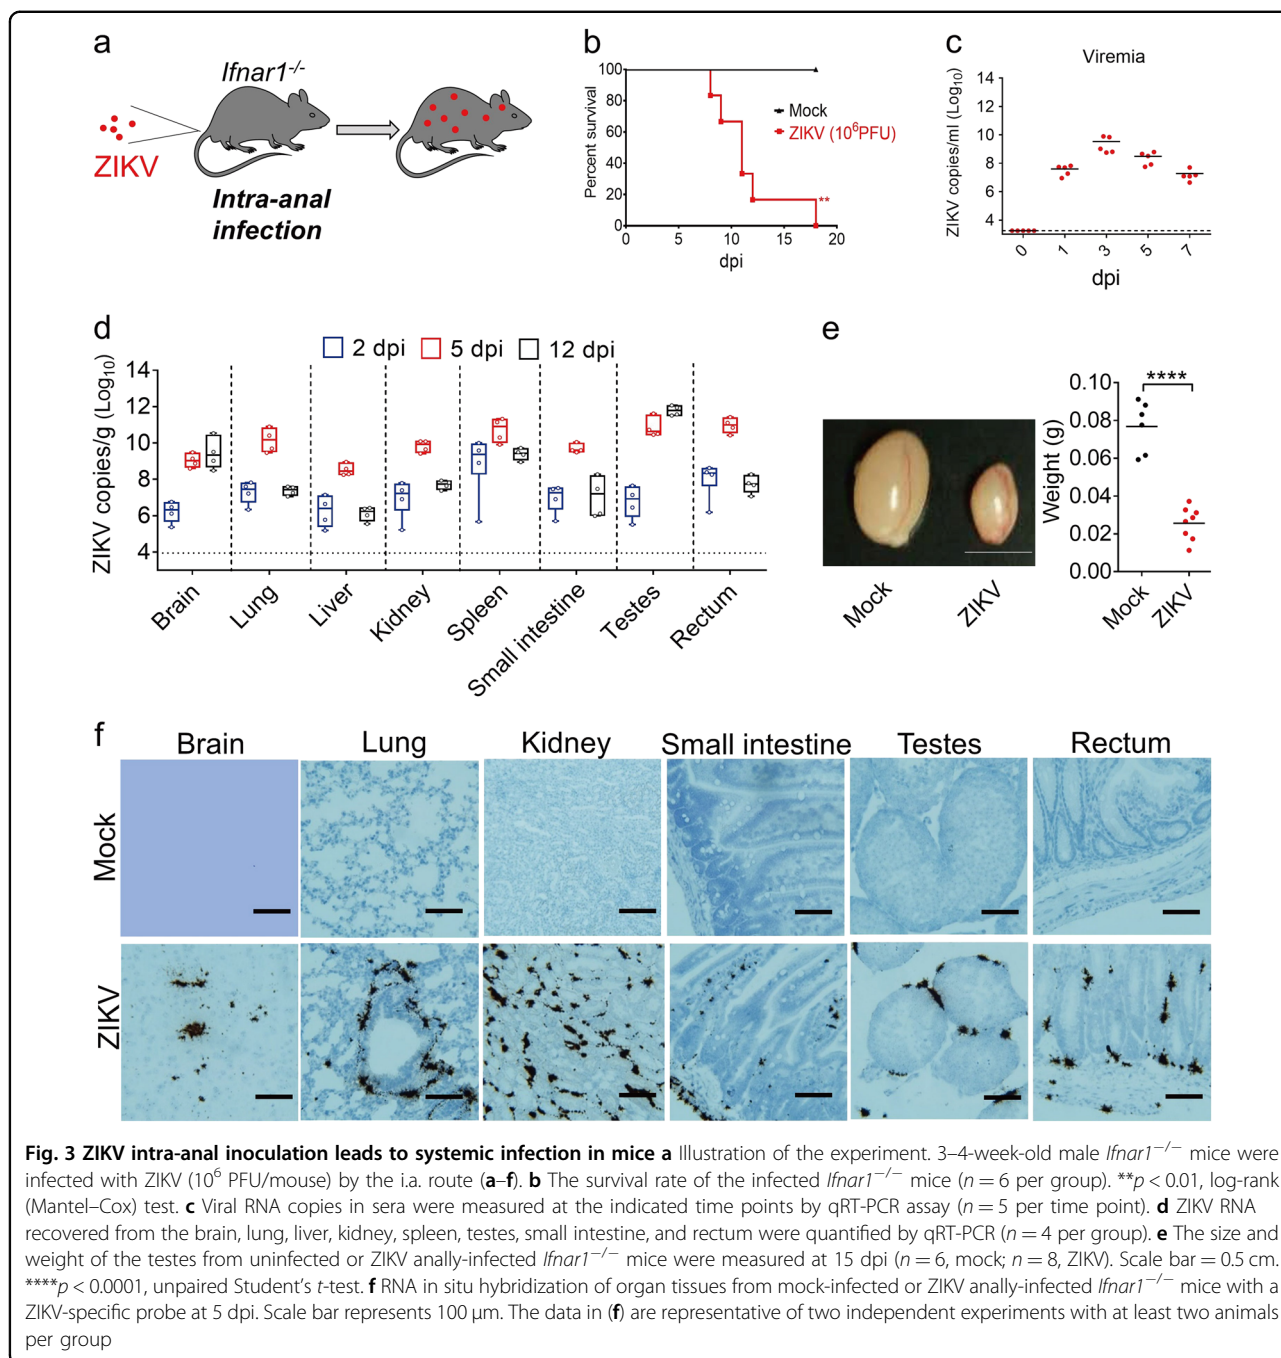 a
Ifnar1-/-
ZIKV
Intra-anal
infection
b
Percent survival
100
80
60
40
20
0
Mock
ZIKV (10⁶PFU)
**
0 5 10 15 20
dpi
c
Viremia
ZIKV copies/ml (Log₁₀)
14
12
10
8
6
4
0 1 3 5 7
dpi
d
2 dpi 5 dpi 12 dpi
ZIKV copies/g (Log₁₀)
14
12
10
8
6
4
Brain Lung Liver Kidney Spleen Small intestine Testes Rectum
e
Mock ZIKV
Weight (g)
****
0.10
0.08
0.06
0.04
0.02
0.00
Mock ZIKV
f
Brain Lung Kidney Small intestine Testes Rectum
Mock
ZIKV
Fig. 3 ZIKV intra-anal inoculation leads to systemic infection in mice a Illustration of the experiment. 3–4-week-old male Ifnar1−/− mice were
infected with ZIKV (10⁶ PFU/mouse) by the i.a. route (a–f). b The survival rate of the infected Ifnar1−/− mice (n = 6 per group). **p < 0.01, log-rank
(Mantel–Cox) test. c Viral RNA copies in sera were measured at the indicated time points by qRT-PCR assay (n = 5 per time point). d ZIKV RNA
recovered from the brain, lung, liver, kidney, spleen, testes, small intestine, and rectum were quantified by qRT-PCR (n = 4 per group). e The size and
weight of the testes from uninfected or ZIKV anally-infected Ifnar1−/− mice were measured at 15 dpi (n = 6, mock; n = 8, ZIKV). Scale bar = 0.5 cm.
****p < 0.0001, unpaired Student's t-test. f RNA in situ hybridization of organ tissues from mock-infected or ZIKV anally-infected Ifnar1−/− mice with a
ZIKV-specific probe at 5 dpi. Scale bar represents 100 μm. The data in (f) are representative of two independent experiments with at least two animals
per group